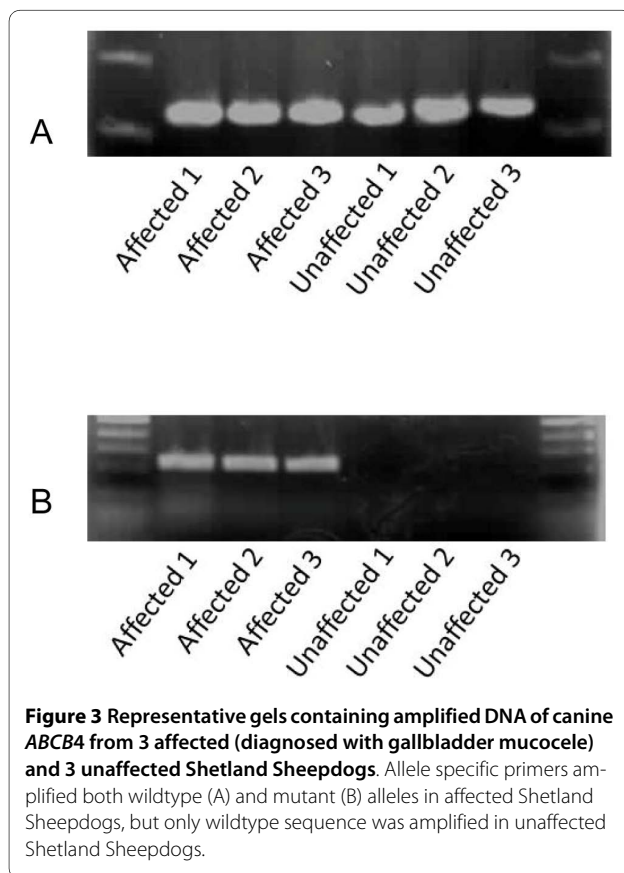 A
Affected 1
Affected 2
Affected 3
Unaffected 1
Unaffected 2
Unaffected 3
B
Affected 1
Affected 2
Affected 3
Unaffected 1
Unaffected 2
Unaffected 3
Figure 3 Representative gels containing amplified DNA of canine
ABCB4 from 3 affected (diagnosed with gallbladder mucocele)
and 3 unaffected Shetland Sheepdogs. Allele specific primers am-
plified both wildtype (A) and mutant (B) alleles in affected Shetland
Sheepdogs, but only wildtype sequence was amplified in unaffected
Shetland Sheepdogs.